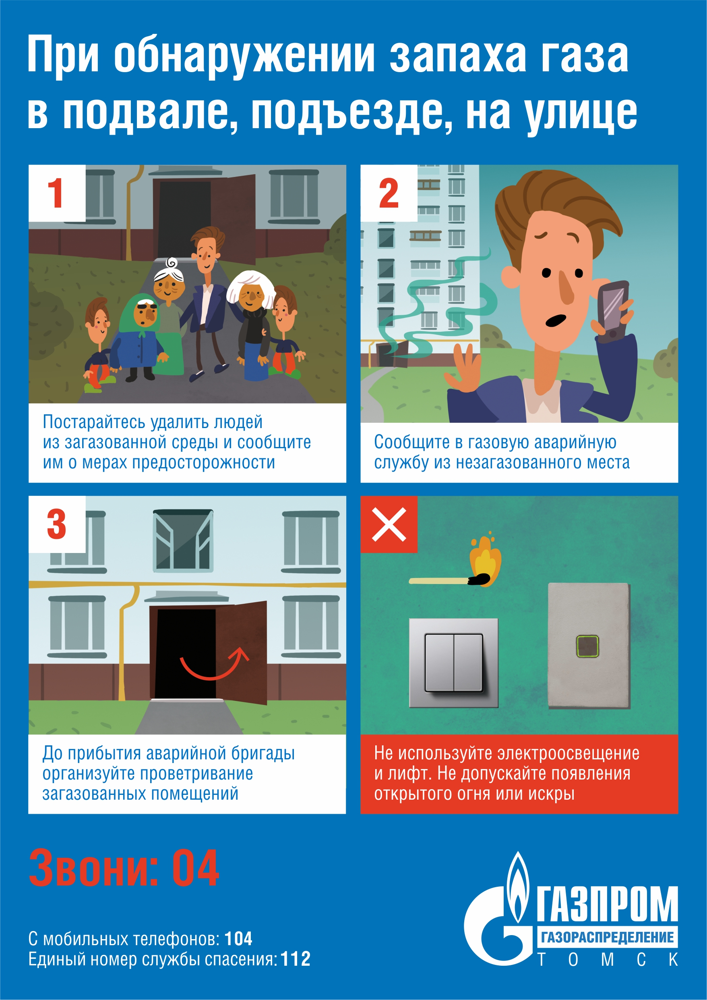 При обнаружении запаха газа
в подвале, подъезде, на улице
1
Постарайтесь удалить людей
из загазованной среды и сообщите
им о мерах предосторожности
2
Сообщите в газовую аварийную
службу из незагазованного места
3
До прибытия аварийной бригады
организуйте проветривание
загазованных помещений
Не используйте электроосвещение
и лифт. Не допускайте появления
открытого огня или искры
Звони: 04
С мобильных телефонов: 104
Единый номер службы спасения: 112
ГАЗПРОМ
ГАЗОРАСПРЕДЕЛЕНИЕ
ТОМСК